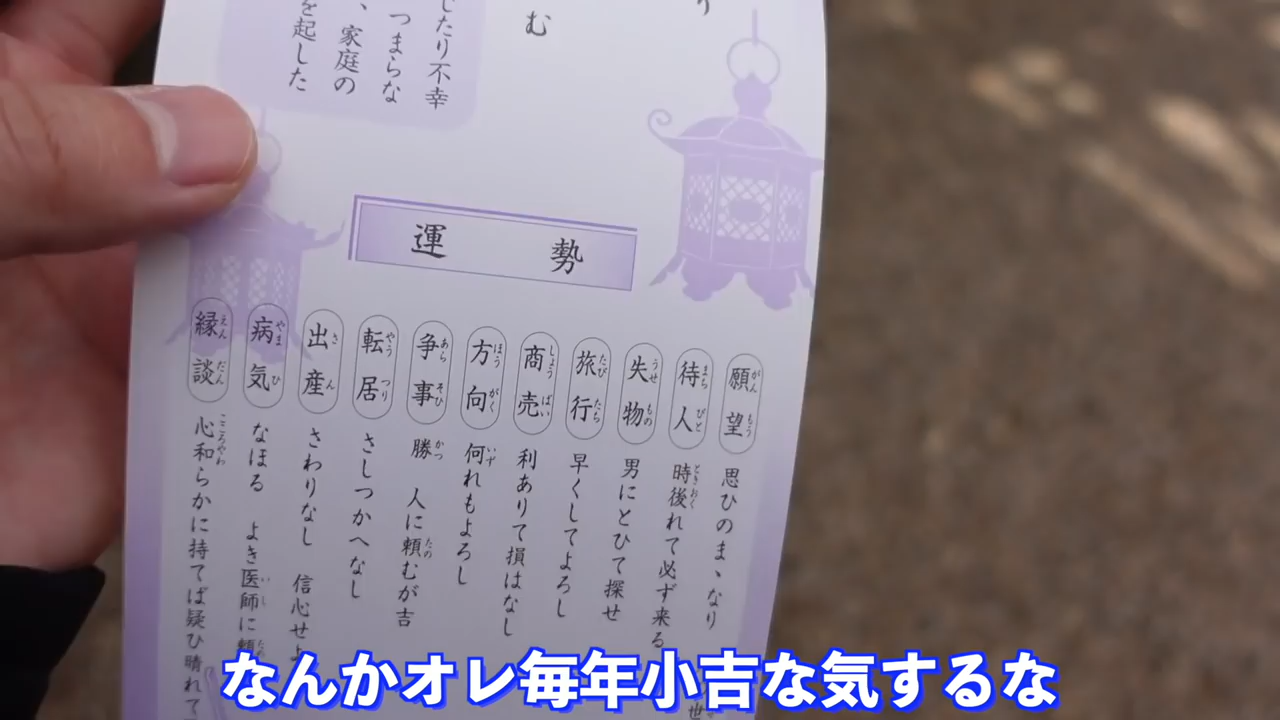 む
じたり不幸
つまらな
、家庭の
を起した
運勢
願望 思ひのまゝなり
待人 時後れて必ず来る
失物 男にとひて探せ
旅行 早くしてよろし
商売 利ありて損はなし
方向 何れもよろし
争事 勝 人に頼むが吉
転居 さしつかへなし
出産 さわりなし 信心せよ
病気 なほる よき医師に頼
縁談 心和らかに持てば疑ひ晴れて
なんかオレ毎年小吉な気するな